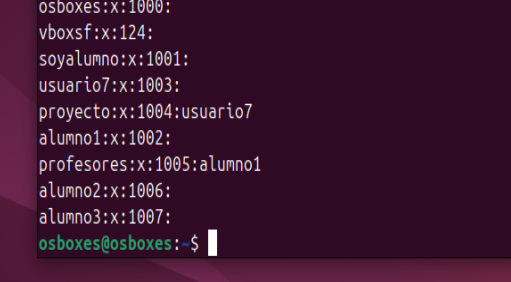 osboxes:x:1000:
vboxsf:x:124:
soyalumno:x:1001:
usuario7:x:1003:
proyecto:x:1004:usuario7
alumno1:x:1002:
profesores:x:1005:alumno1
alumno2:x:1006:
alumno3:x:1007:
osboxes@osboxes:~$